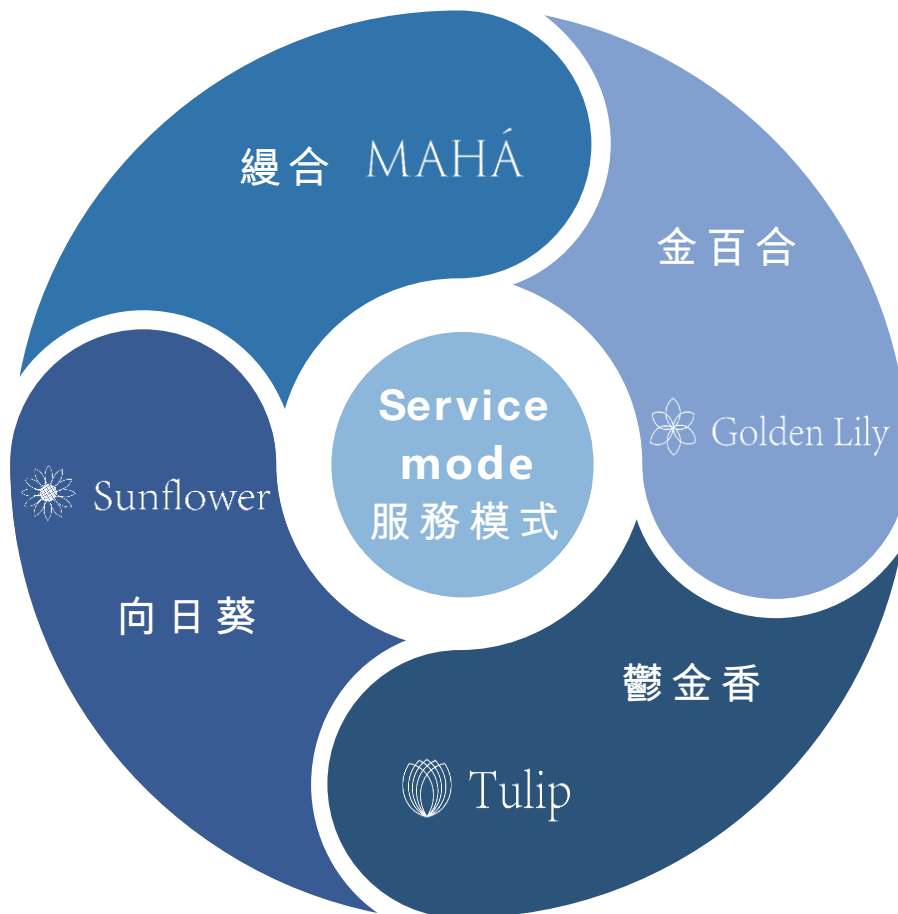 縵合 MAHÁ
金百合
Golden Lily
Service
mode
服務模式
Sunflower
向日葵
鬱金香
Tulip